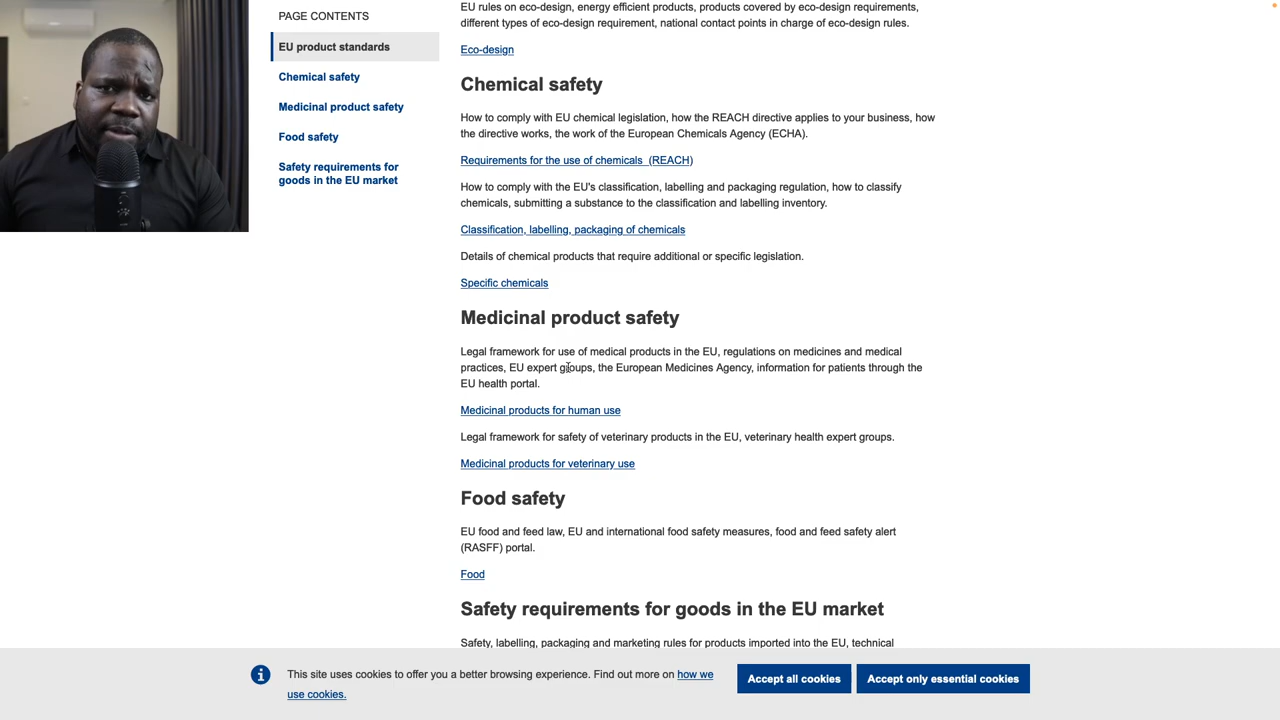 PAGE CONTENTS
EU product standards
Chemical safety
Medicinal product safety
Food safety
Safety requirements for
goods in the EU market
EU rules on eco-design, energy efficient products, products covered by eco-design requirements,
different types of eco-design requirement, national contact points in charge of eco-design rules.
Eco-design
Chemical safety
How to comply with EU chemical legislation, how the REACH directive applies to your business, how
the directive works, the work of the European Chemicals Agency (ECHA).
Requirements for the use of chemicals (REACH)
How to comply with the EU's classification, labelling and packaging regulation, how to classify
chemicals, submitting a substance to the classification and labelling inventory.
Classification, labelling, packaging of chemicals
Details of chemical products that require additional or specific legislation.
Specific chemicals
Medicinal product safety
Legal framework for use of medical products in the EU, regulations on medicines and medical
practices, EU expert groups, the European Medicines Agency, information for patients through the
EU health portal.
Medicinal products for human use
Legal framework for safety of veterinary products in the EU, veterinary health expert groups.
Medicinal products for veterinary use
Food safety
EU food and feed law, EU and international food safety measures, food and feed safety alert
(RASFF) portal.
Food
Safety requirements for goods in the EU market
Safety, labelling, packaging and marketing rules for products imported into the EU, technical
This site uses cookies to offer you a better browsing experience. Find out more on how we
use cookies.
Accept all cookies
Accept only essential cookies